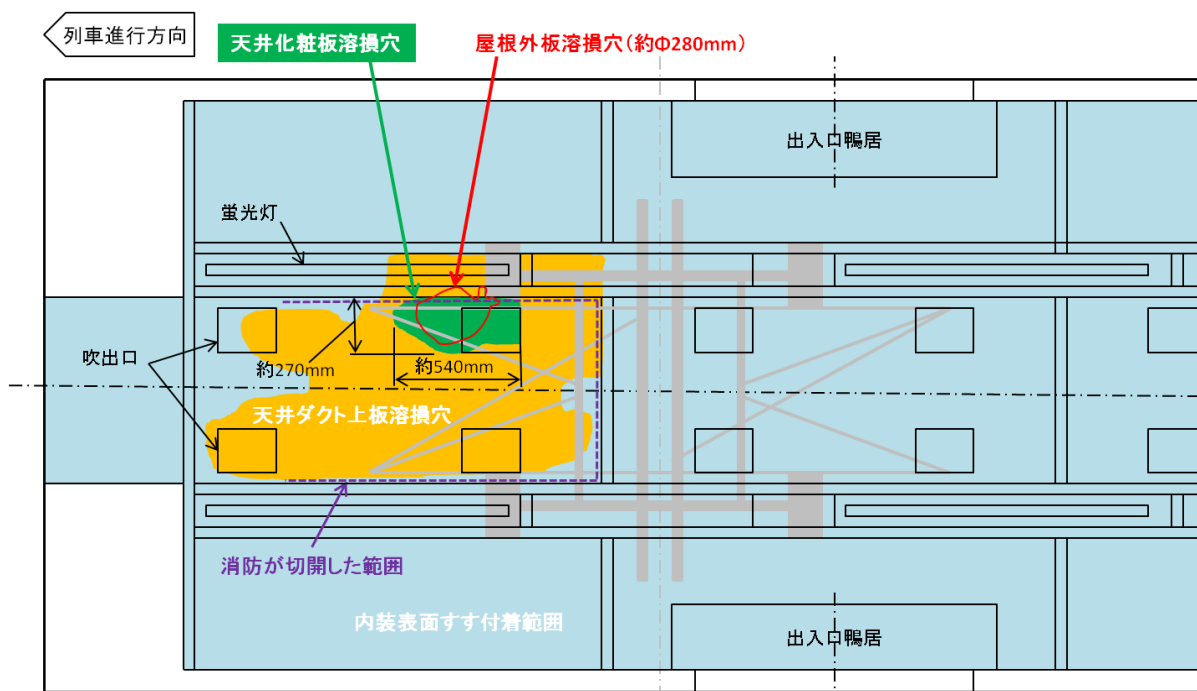 列車進行方向
天井化粧板溶損穴
屋根外板溶損穴(約Φ280mm)
出入口鴨居
蛍光灯
吹出口
約270mm
約540mm
天井ダクト上板溶損穴
消防が切開した範囲
内装表面すす付着範囲
出入口鴨居